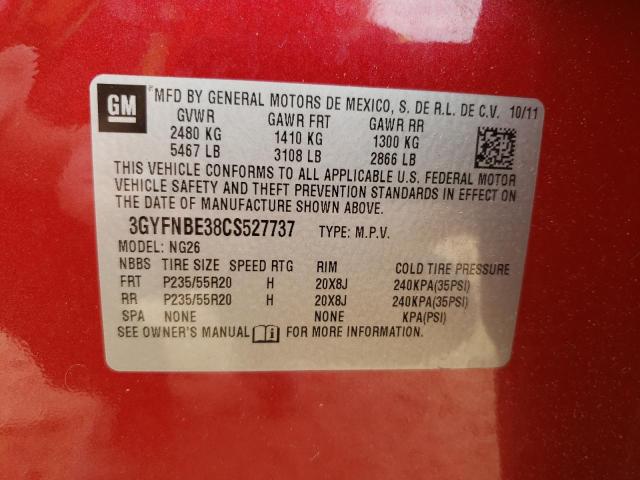 GM
*MFD BY GENERAL MOTORS DE MEXICO, S. DE R.L. DE C.V. 10/11
GVWR GAWR FRT GAWR RR
2480 KG 1410 KG 1300 KG
5467 LB 3108 LB 2866 LB
THIS VEHICLE CONFORMS TO ALL APPLICABLE U.S. FEDERAL MOTOR
VEHICLE SAFETY AND THEFT PREVENTION STANDARDS IN EFFECT ON
THE DATE OF MANUFACTURE SHOWN ABOVE.
3GYFNBE38CS527737 TYPE: M.P.V.
MODEL: NG26
NBBS TIRE SIZE SPEED RTG RIM COLD TIRE PRESSURE
FRT P235/55R20 H 20X8J 240KPA(35PSI)
RR P235/55R20 H 20X8J 240KPA(35PSI)
SPA NONE NONE KPA(PSI)
SEE OWNER'S MANUAL FOR MORE INFORMATION.